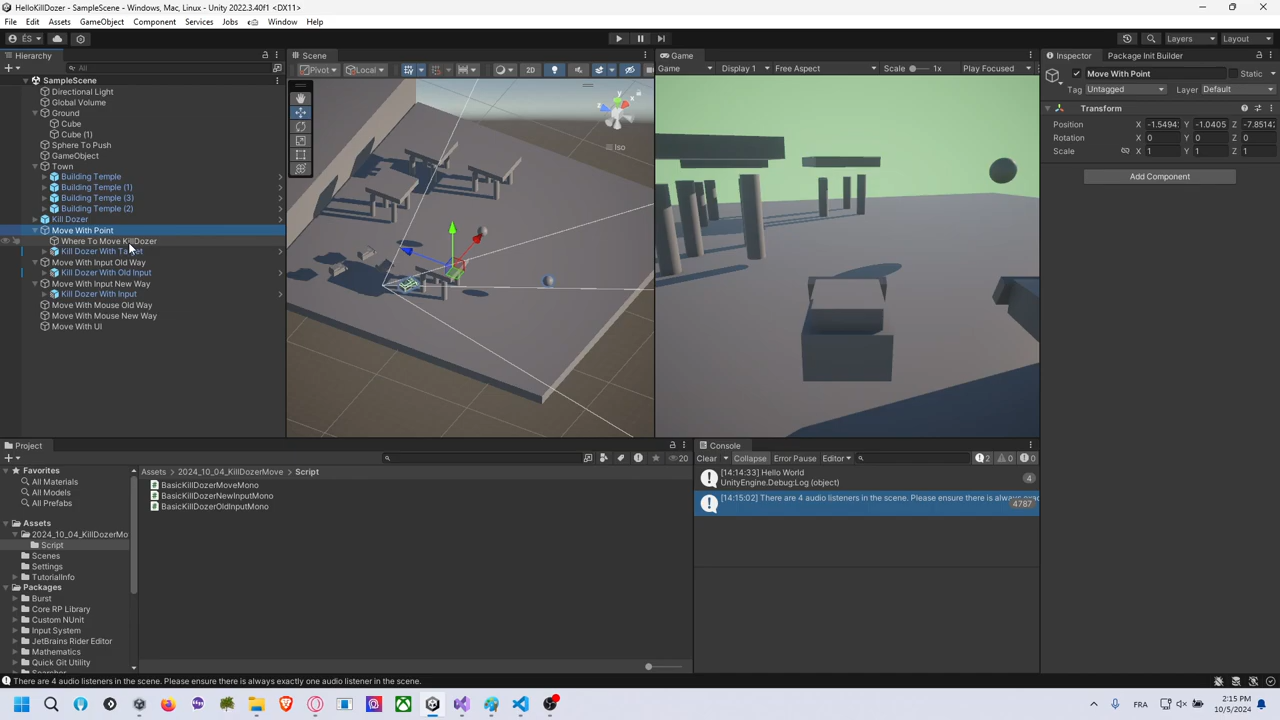 HelloKillDozer - SampleScene - Windows, Mac, Linux - Unity 2022.3.40f1 <DX11>
File Edit Assets GameObject Component Services Jobs Window Help
ÉS Layers Layout
Hierarchy Scene Game Inspector Package Init Builder
All Pivot Local 2D Game Display 1 Free Aspect Scale 1x Play Focused Move With Point Static
SampleScene
Directional Light
Global Volume
Ground
Cube
Cube (1)
Sphere To Push
GameObject
Town
Building Temple
Building Temple (1)
Building Temple (3)
Building Temple (2)
Kill Dozer
Move With Point
Where To Move KillDozer
Kill Dozer With Target
Move With Input Old Way
Kill Dozer With Old Input
Move With Input New Way
Kill Dozer With Input
Move With Mouse Old Way
Move With Mouse New Way
Move With UI
y
z
x
Iso
Tag Untagged Layer Default
Transform
Position X -1.5494 Y -1.0405 Z -7.8514
Rotation X 0 Y 0 Z 0
Scale X 1 Y 1 Z 1
Add Component
Project
20
Favorites
All Materials
All Models
All Prefabs
Assets
2024_10_04_KillDozerMo
Script
Scenes
Settings
TutorialInfo
Packages
Burst
Core RP Library
Custom NUnit
Input System
JetBrains Rider Editor
Mathematics
Quick Git Utility
Searcher
Assets 2024_10_04_KillDozerMove Script
BasicKillDozerMoveMono
BasicKillDozerNewInputMono
BasicKillDozerOldInputMono
Console
Clear Collapse Error Pause Editor 2 0 0
[14:14:33] Hello World
UnityEngine.Debug:Log (object)
4
[14:15:02] There are 4 audio listeners in the scene. Please ensure there is always exa
4787
There are 4 audio listeners in the scene. Please ensure there is always exactly one audio listener in the scene.
FRA
2:15 PM
10/5/2024